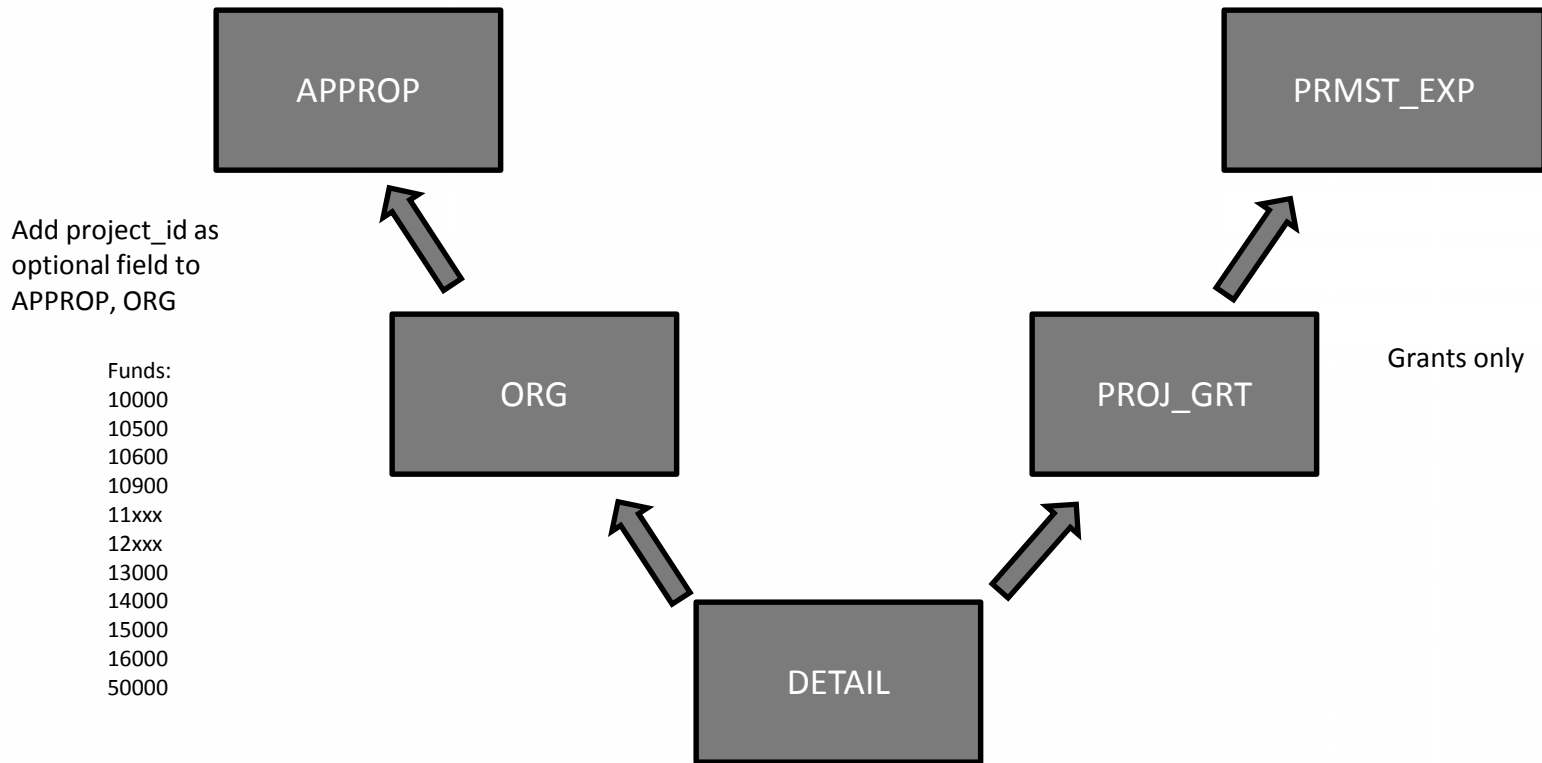 APPROP
PRMST_EXP
Add project_id as
optional field to
APPROP, ORG
Funds:
10000
10500
10600
10900
11xxx
12xxx
13000
14000
15000
16000
50000
ORG
PROJ_GRT
Grants only
DETAIL